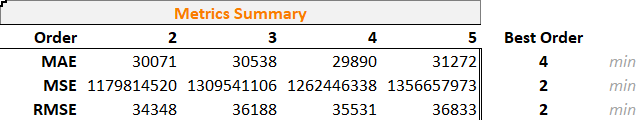 Metrics Summary
Order 2 3 4 5 Best Order
MAE 30071 30538 29890 31272 4 min
MSE 1179814520 1309541106 1262446338 1356657973 2 min
RMSE 34348 36188 35531 36833 2 min